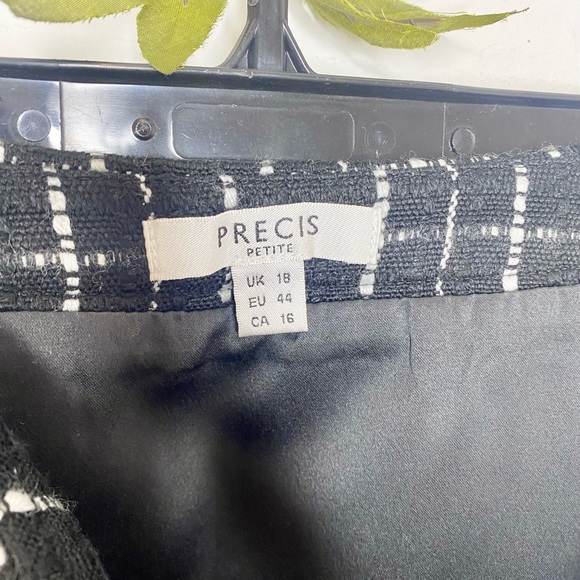 PRECIS
PETITE
UK 18
EU 44
CA 16